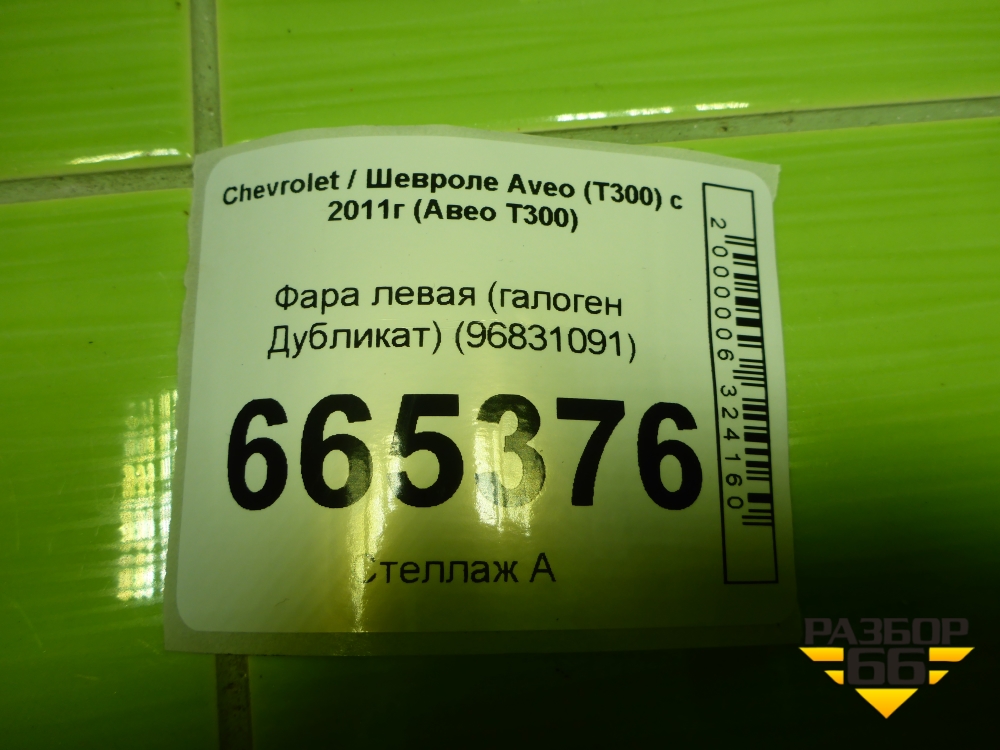 Chevrolet / Шевроле Aveo (T300) с
2011г (Авео Т300)
Фара левая (галоген
Дубликат) (96831091)
665376
Стеллаж А
2000006324160
РАЗБОР
66